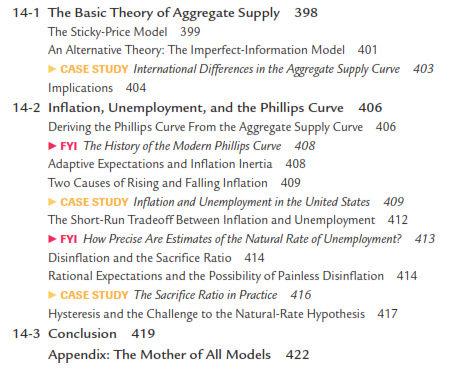 14-1 The Basic Theory of Aggregate Supply 398
The Sticky-Price Model 399
An Alternative Theory: The Imperfect-Information Model 401
► CASE STUDY International Differences in the Aggregate Supply Curve 403
Implications 404
14-2 Inflation, Unemployment, and the Phillips Curve 406
Deriving the Phillips Curve From the Aggregate Supply Curve 406
► FYI The History of the Modern Phillips Curve 408
Adaptive Expectations and Inflation Inertia 408
Two Causes of Rising and Falling Inflation 409
► CASE STUDY Inflation and Unemployment in the United States 409
The Short-Run Tradeoff Between Inflation and Unemployment 412
► FYI How Precise Are Estimates of the Natural Rate of Unemployment? 413
Disinflation and the Sacrifice Ratio 414
Rational Expectations and the Possibility of Painless Disinflation 414
► CASE STUDY The Sacrifice Ratio in Practice 416
Hysteresis and the Challenge to the Natural-Rate Hypothesis 417
14-3 Conclusion 419
Appendix: The Mother of All Models 422